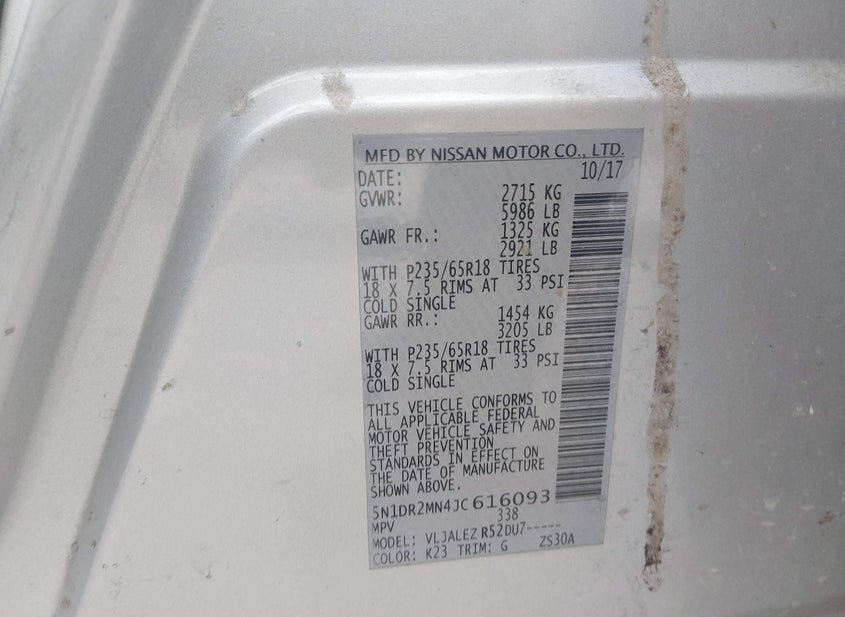 MFD BY NISSAN MOTOR CO., LTD.
DATE: 10/17
GVWR: 2715 KG
5986 LB
GAWR FR.: 1325 KG
2921 LB
WITH P235/65R18 TIRES
18 X 7.5 RIMS AT 33 PSI
COLD SINGLE
GAWR RR.: 1454 KG
3205 LB
WITH P235/65R18 TIRES
18 X 7.5 RIMS AT 33 PSI
COLD SINGLE
THIS VEHICLE CONFORMS TO
ALL APPLICABLE FEDERAL
MOTOR VEHICLE SAFETY AND
THEFT PREVENTION
STANDARDS IN EFFECT ON
THE DATE OF MANUFACTURE
SHOWN ABOVE.
5N1DR2MN4JC616093
MPV 338
MODEL: VLJALEZ R52DU7-----
COLOR: K23 TRIM: G ZS30A